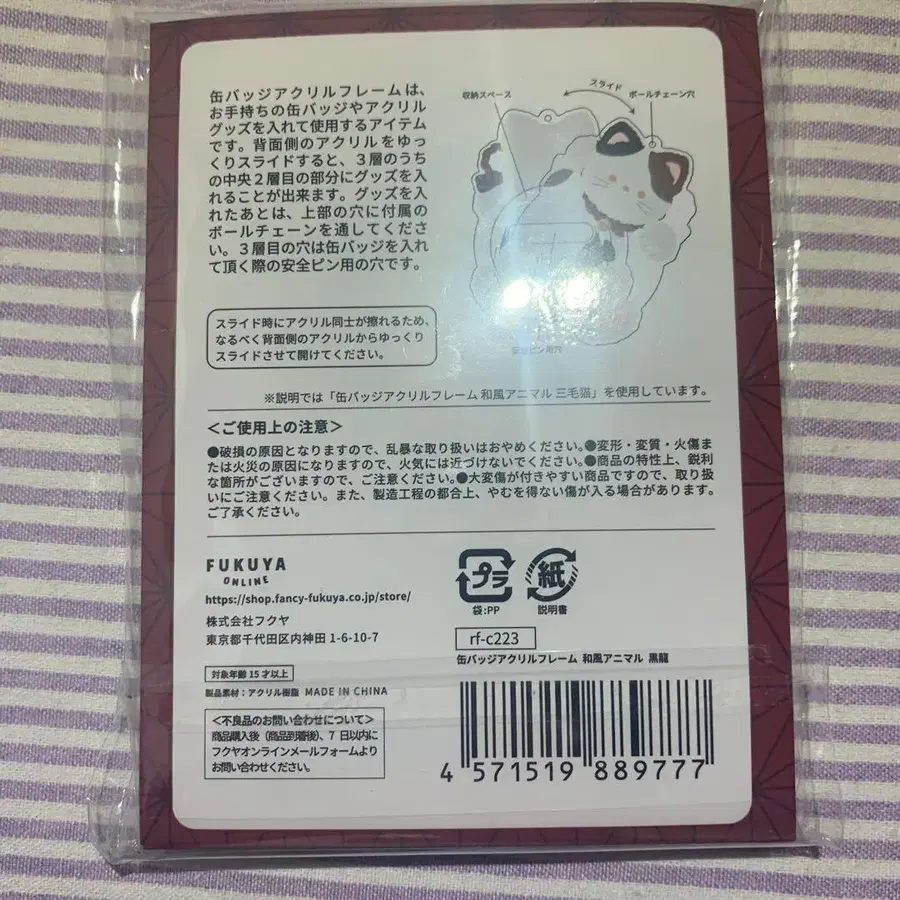 缶バッジアクリルフレームは、
お手持ちの缶バッジやアクリル
グッズを入れて使用するアイテム
です。背面側のアクリルをゆっ
くりスライドすると、３層のうち
の中央２層目の部分にグッズを入
れることが出来ます。グッズを入
れたあとは、上部の穴に付属の
ボールチェーンを通してくださ
い。３層目の穴は缶バッジを入れ
て頂く際の安全ピン用の穴です。
収納スペース
スライド
ボールチェーン穴
安全ピン用穴
スライド時にアクリル同士が擦れるため、
なるべく背面側のアクリルからゆっくり
スライドさせて開けてください。
※説明では「缶バッジアクリルフレーム 和風アニマル 三毛猫」を使用しています。
＜ご使用上の注意＞
●破損の原因となりますので、乱暴な取り扱いはおやめください。●変形・変質・火傷ま
たは火災の原因になりますので、火気には近づけないでください。●商品の特性上、鋭利
な箇所がございますので、ご注意ください。●大変傷が付きやすい商品ですので、取り扱
いにご注意ください。また、製造工程の都合上、やむを得ない傷が入る場合があります。
ご了承ください。
FUKUYA
ONLINE
https://shop.fancy-fukuya.co.jp/store/
株式会社フクヤ
東京都千代田区内神田 1-6-10-7
対象年齢 15 才以上
製品素材：アクリル樹脂 MADE IN CHINA
＜不良品のお問い合わせについて＞
商品購入後（商品到着後）、7 日以内に
フクヤオンラインメールフォームより
お問い合わせください。
プラ
袋:PP
紙
説明書
rf-c223
缶バッジアクリルフレーム 和風アニマル 黒龍
4 571519 889777